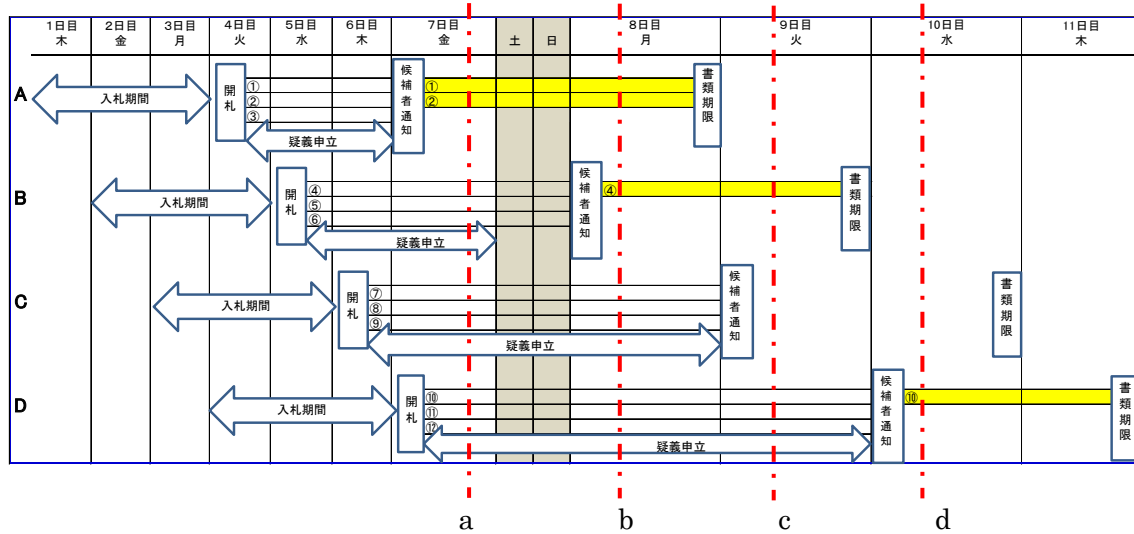 1日目 2日目 3日目 4日目 5日目 6日目 7日目 8日目 9日目 10日目 11日目
木 金 月 火 水 木 金 土 日 月 火 水 木
A
入札期間
開札
①
②
③
疑義申立
候補者通知
①
②
書類期限
B
入札期間
開札
④
⑤
⑥
疑義申立
候補者通知
④
書類期限
C
入札期間
開札
⑦
⑧
⑨
疑義申立
候補者通知
書類期限
D
入札期間
開札
⑩
⑪
⑫
疑義申立
候補者通知
⑩
書類期限
a b c d